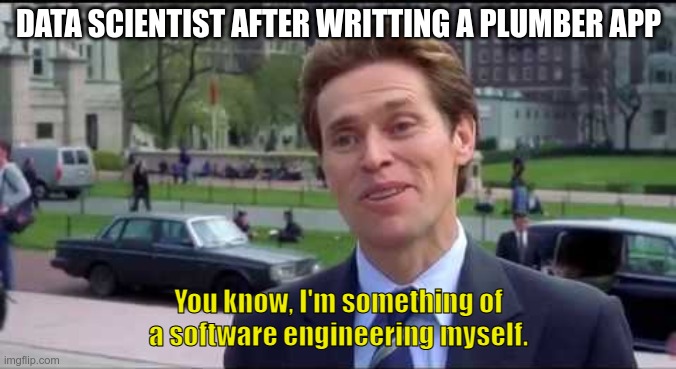 DATA SCIENTIST AFTER WRITTING A PLUMBER APP
You know, I'm something of
a software engineering myself.
imgflip.com